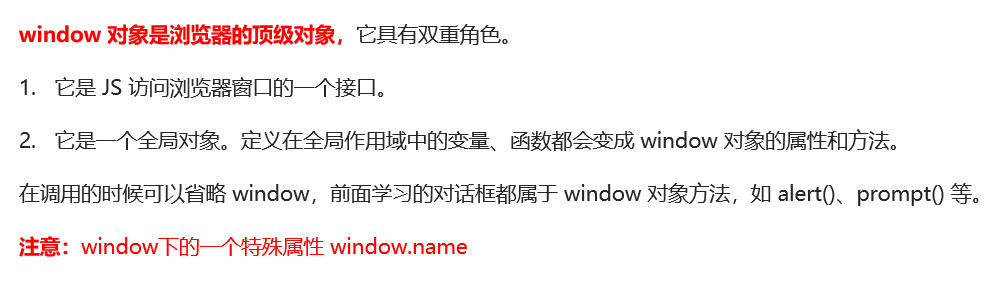 window 对象是浏览器的顶级对象，它具有双重角色。
1. 它是 JS 访问浏览器窗口的一个接口。
2. 它是一个全局对象。定义在全局作用域中的变量、函数都会变成 window 对象的属性和方法。
在调用的时候可以省略 window，前面学习的对话框都属于 window 对象方法，如 alert()、prompt() 等。
注意：window下的一个特殊属性 window.name